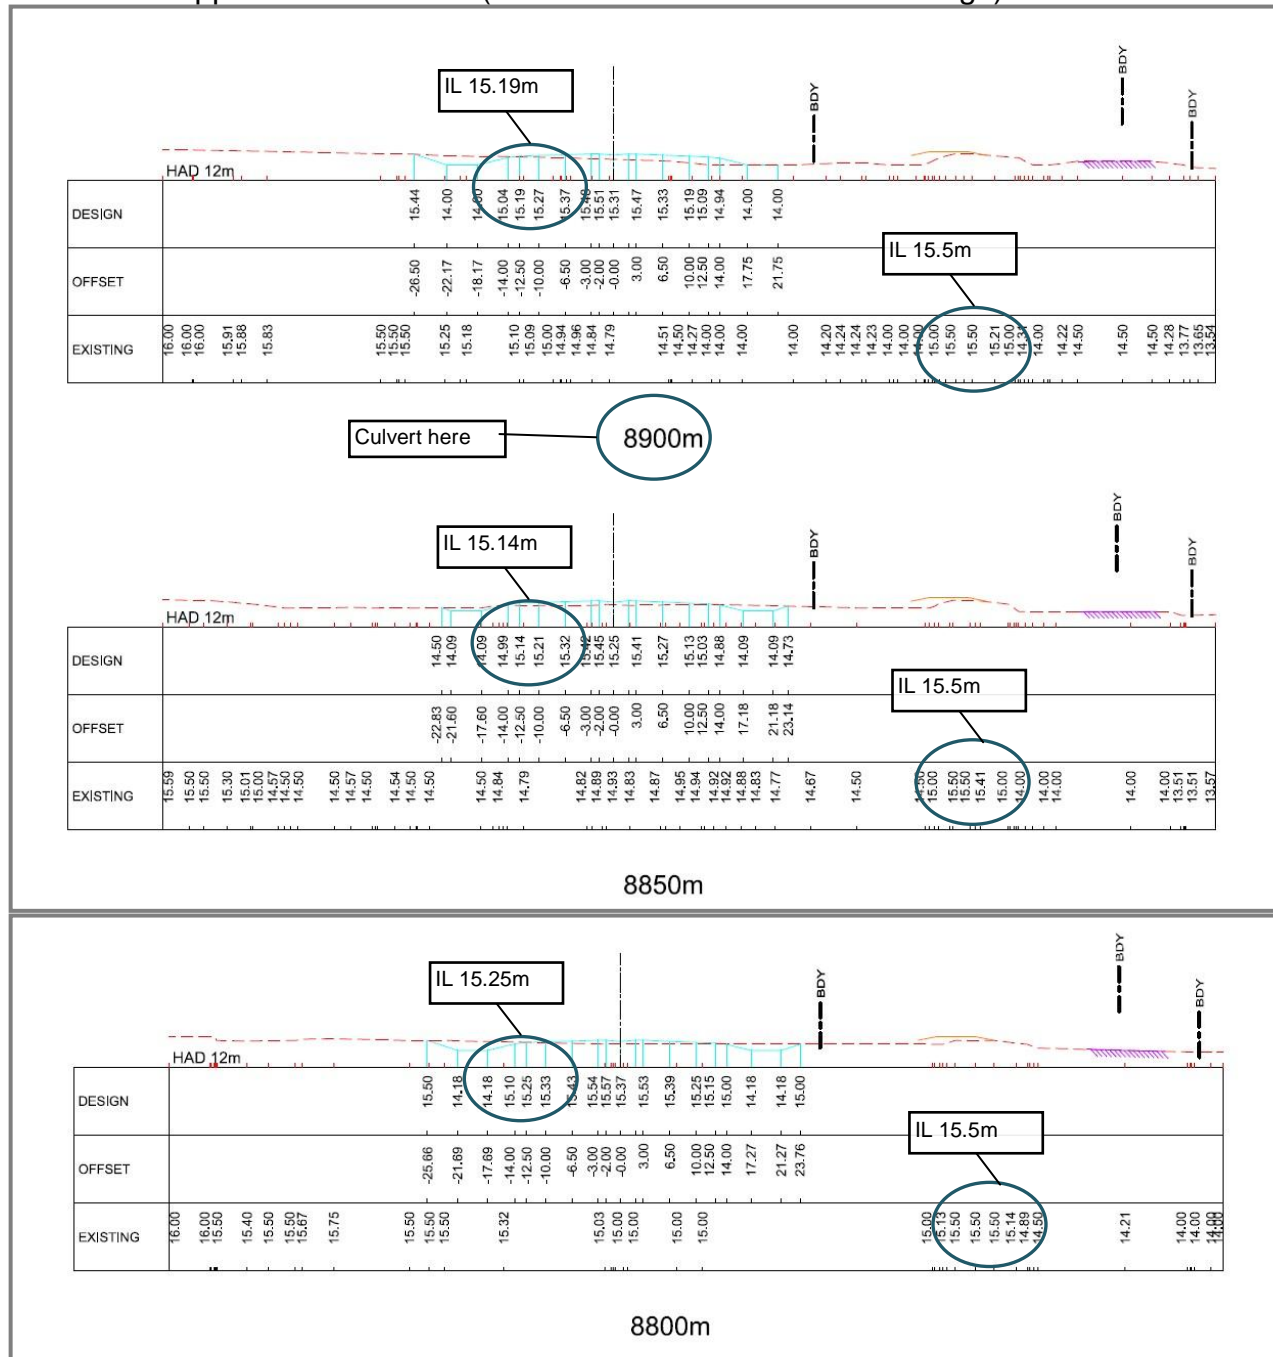 IL 15.19m
BDY
BDY
BDY
HAD 12m
DESIGN 15.44 14.00 14.00 15.04 15.19 15.27 15.37 15.48 15.51 15.31 15.47 15.33 15.19 15.09 14.94 14.00 14.00
IL 15.5m
OFFSET -26.50 -22.17 -18.17 -14.00 -12.50 -10.00 -6.50 -3.00 -2.00 -0.00 3.00 6.50 10.00 12.50 14.00 17.75 21.75
EXISTING 16.00 16.00 16.00 15.91 15.88 15.83 15.50 15.50 15.50 15.25 15.18 15.10 15.09 15.00 14.94 14.96 14.84 14.79 14.51 14.50 14.27 14.00 14.00 14.00 14.00 14.20 14.24 14.24 14.23 14.00 14.00 14.00 15.00 15.50 15.50 15.21 15.00 14.31 14.00 14.22 14.50 14.50 14.50 14.28 13.77 13.65 13.54
Culvert here
8900m
IL 15.14m
BDY
BDY
BDY
HAD 12m
DESIGN 14.50 14.09 14.09 14.99 15.14 15.21 15.32 15.42 15.45 15.25 15.41 15.27 15.13 15.03 14.88 14.09 14.09 14.73
IL 15.5m
OFFSET -22.83 -21.60 -17.60 -14.00 -12.50 -10.00 -6.50 -3.00 -2.00 -0.00 3.00 6.50 10.00 12.50 14.00 17.18 21.18 23.14
EXISTING 15.59 15.50 15.50 15.30 15.01 15.00 14.57 14.50 14.50 14.50 14.57 14.50 14.54 14.50 14.50 14.50 14.84 14.79 14.82 14.89 14.93 14.83 14.87 14.95 14.94 14.92 14.92 14.88 14.83 14.77 14.67 14.50 14.50 15.00 15.50 15.50 15.41 15.00 14.00 14.00 14.00 14.00 14.00 13.51 13.51 13.57
8850m
IL 15.25m
BDY
BDY
BDY
HAD 12m
DESIGN 15.50 14.18 14.18 15.10 15.25 15.33 15.43 15.54 15.57 15.37 15.53 15.39 15.25 15.15 15.00 14.18 14.18 15.00
IL 15.5m
OFFSET -25.66 -21.69 -17.69 -14.00 -12.50 -10.00 -6.50 -3.00 -2.00 -0.00 3.00 6.50 10.00 12.50 14.00 17.27 21.27 23.76
EXISTING 16.00 16.00 15.50 15.40 15.50 15.50 15.67 15.75 15.50 15.50 15.50 15.32 15.03 15.00 15.00 15.00 15.00 15.00 15.13 15.50 15.50 15.50 15.14 14.89 14.50 14.21 14.00 14.00 14.00
8800m